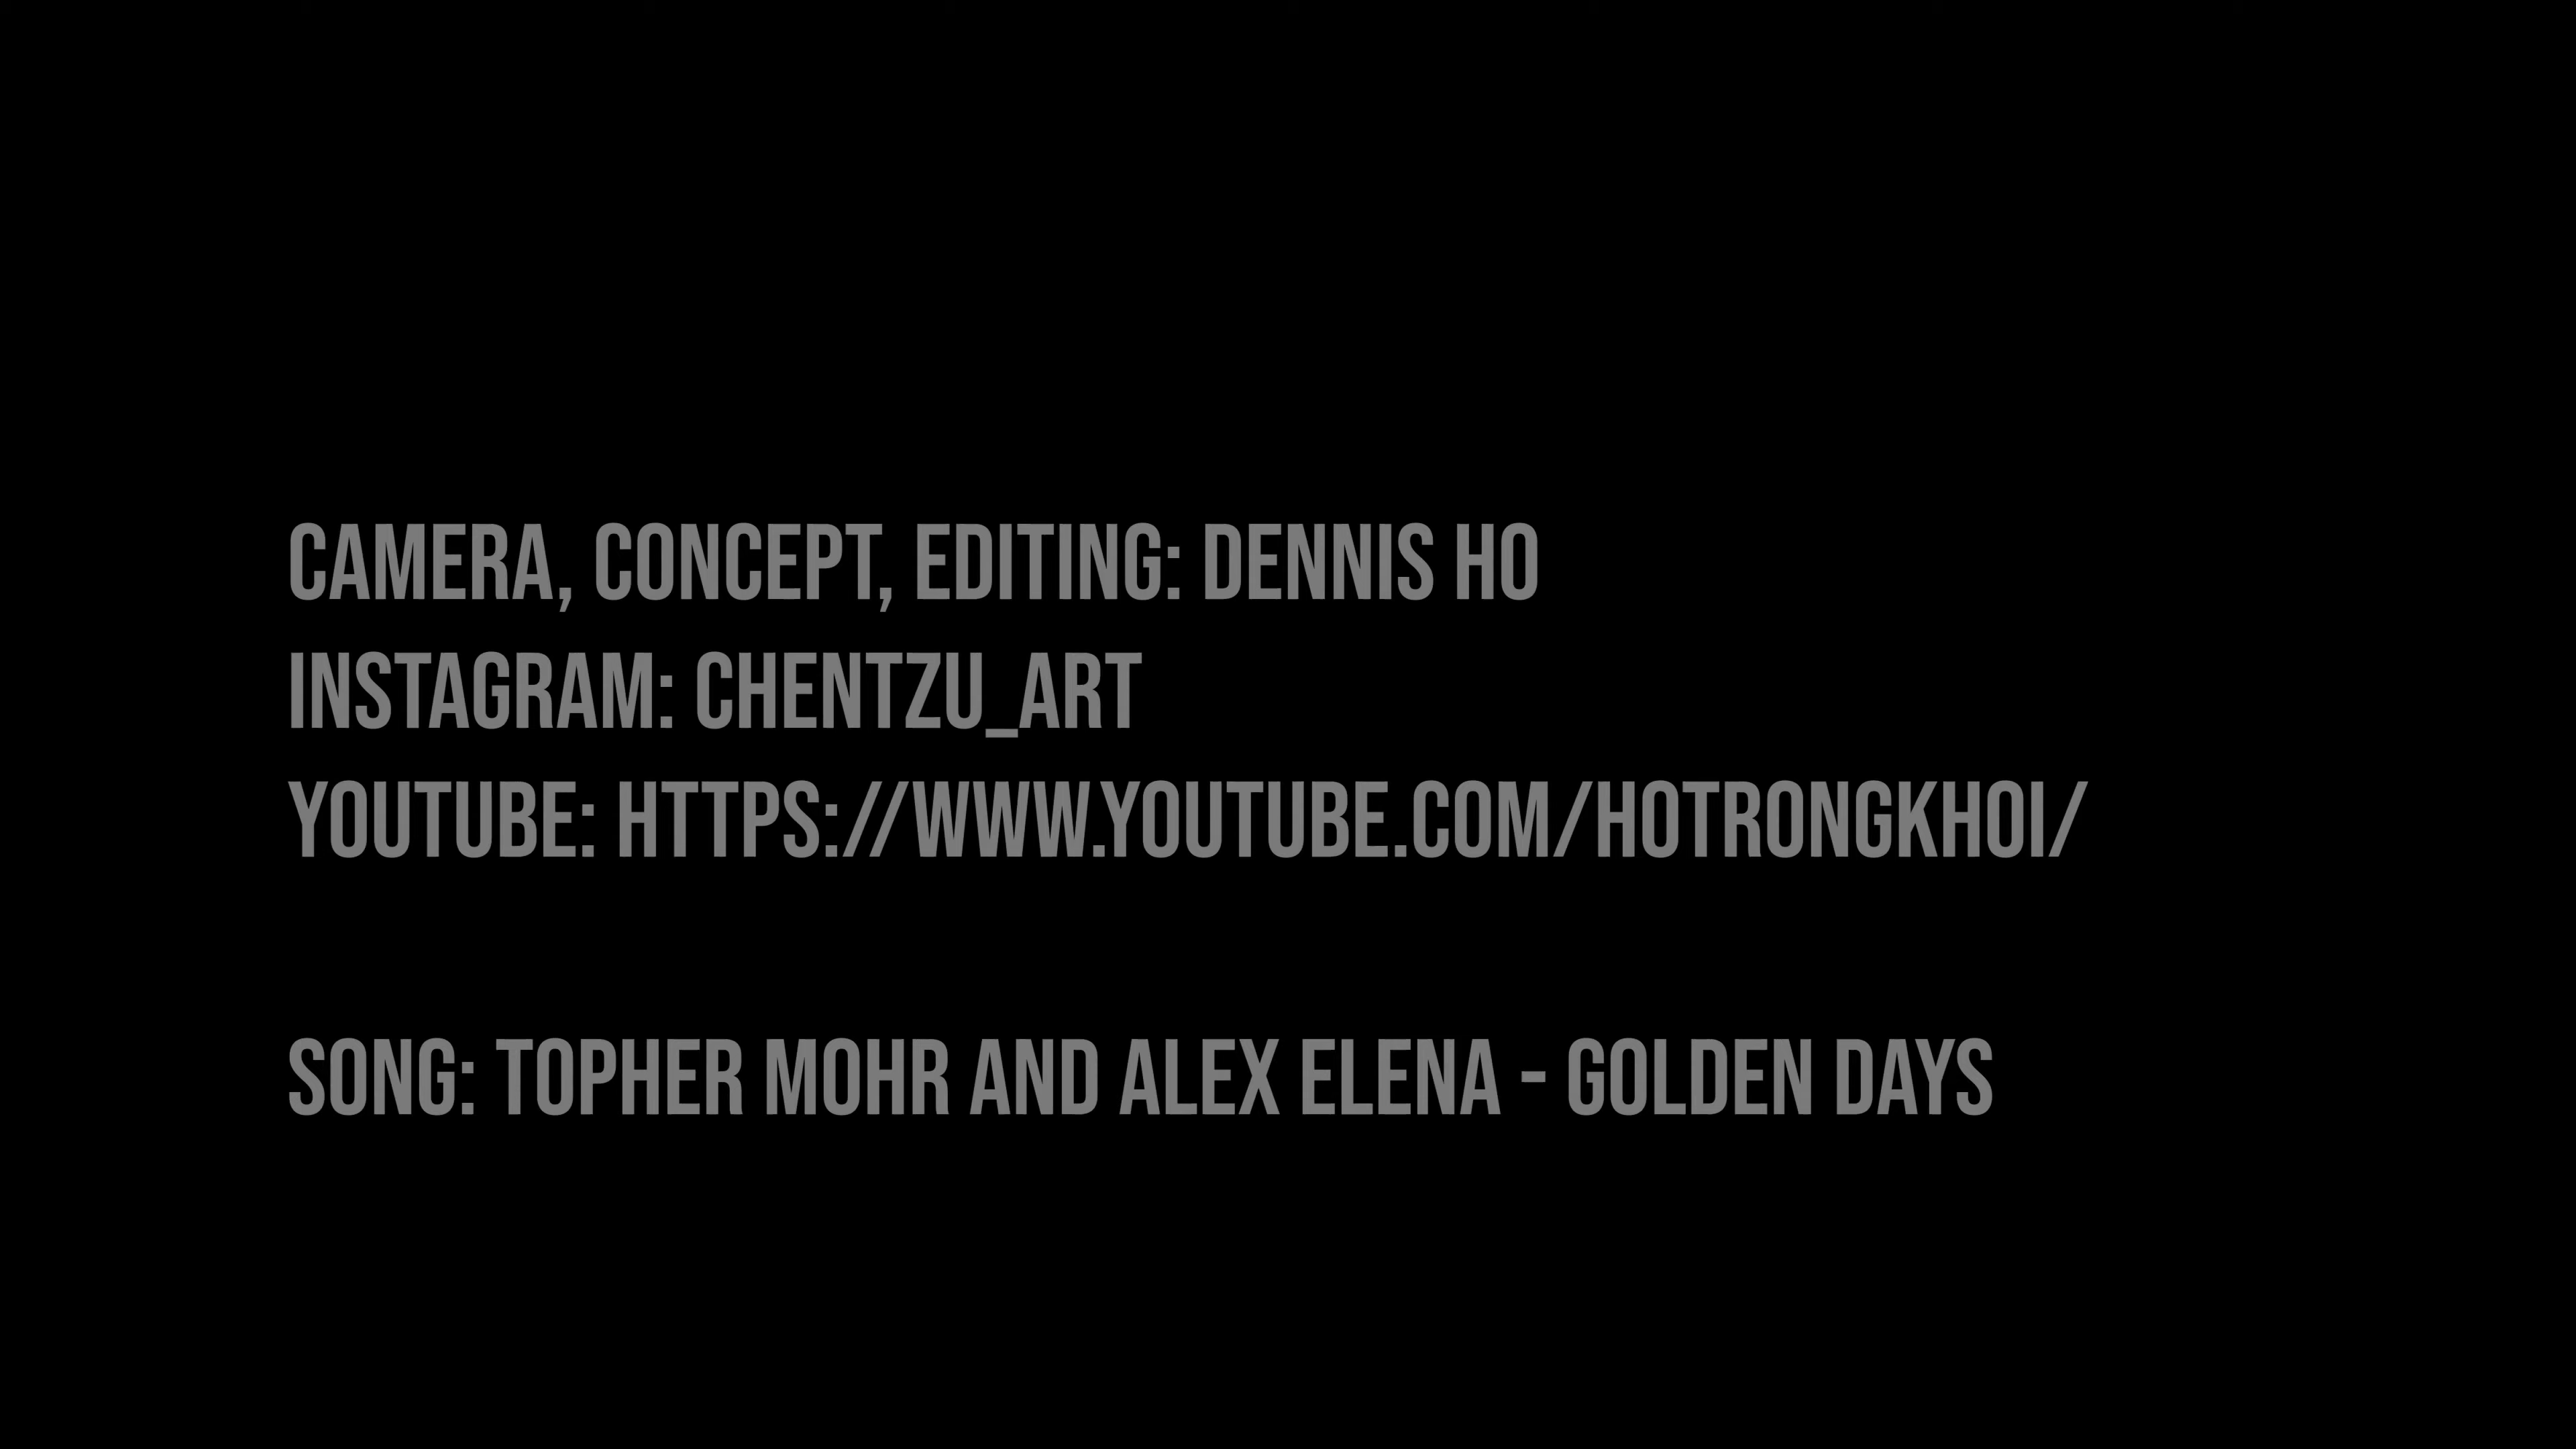 CAMERA, CONCEPT, EDITING: DENNIS HO
INSTAGRAM: CHENTZU_ART
YOUTUBE: HTTPS://WWW.YOUTUBE.COM/HOTRONGKHOI/
SONG: TOPHER MOHR AND ALEX ELENA - GOLDEN DAYS